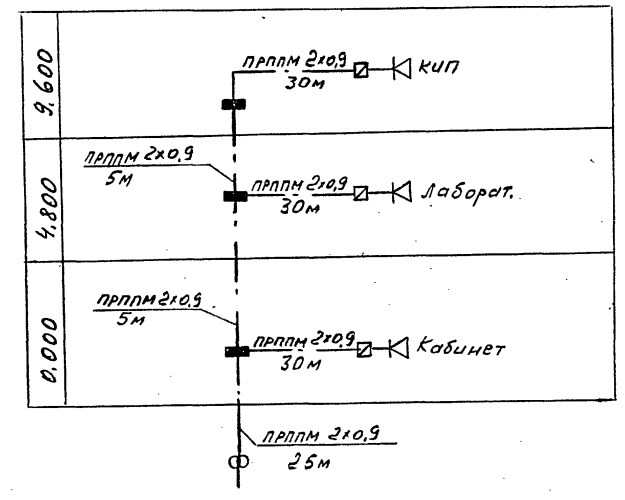 9,600
ПРППМ 2х0,9
30м
КИП
4,800
ПРППМ 2х0,9
5м
ПРППМ 2х0,9
30м
Лаборат.
0,000
ПРППМ 2х0,9
5м
ПРППМ 2х0,9
30м
Кабинет
ПРППМ 2х0,9
25м